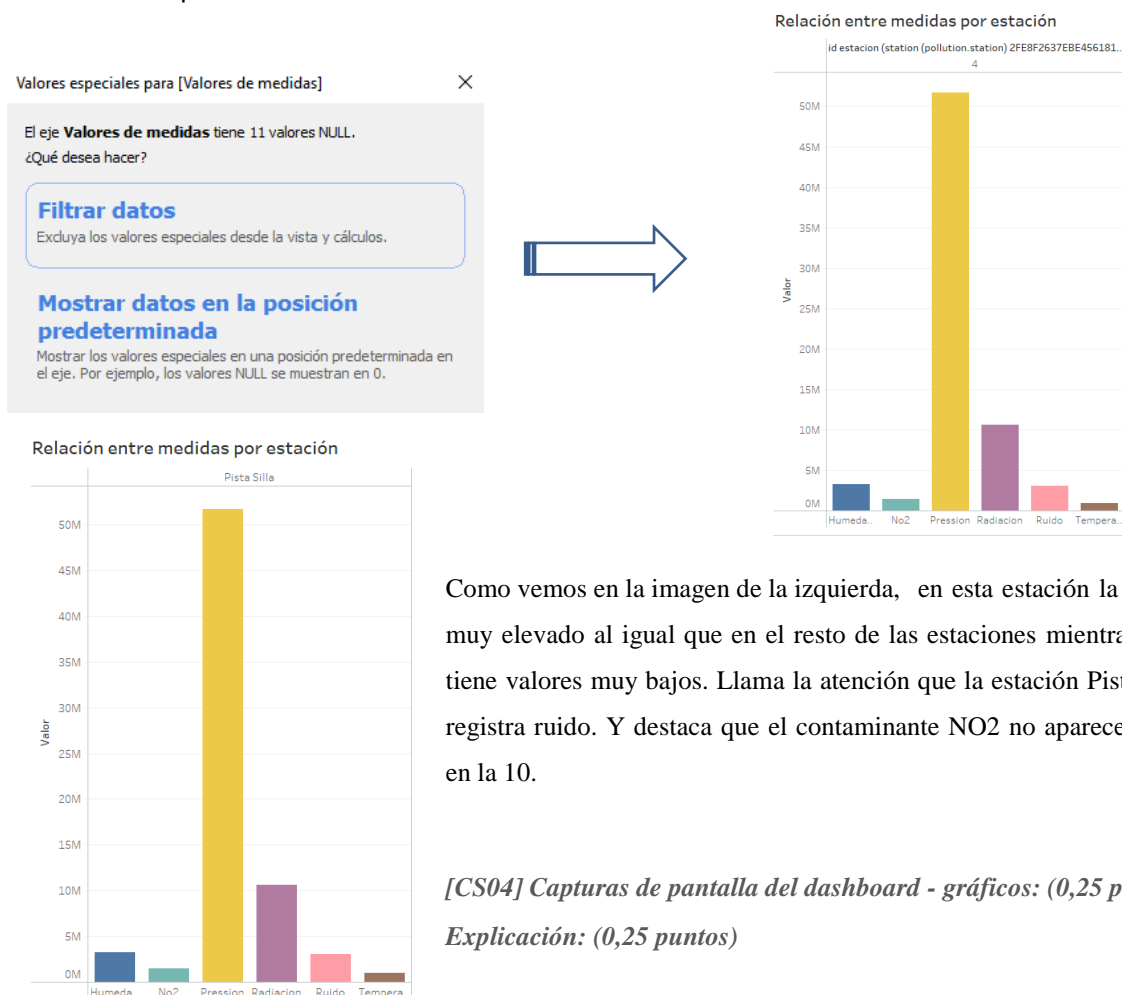 Valores especiales para [Valores de medidas]
El eje Valores de medidas tiene 11 valores NULL.
¿Qué desea hacer?
Filtrar datos
Excluya los valores especiales desde la vista y cálculos.
Mostrar datos en la posición
predeterminada
Mostrar los valores especiales en una posición predeterminada en
el eje. Por ejemplo, los valores NULL se muestran en 0.
Relación entre medidas por estación
id estacion (station (pollution.station) 2FE8F2637EBE456181..
4
50M
45M
40M
35M
30M
25M
20M
15M
10M
5M
0M
Valor
Humeda.. No2 Pression Radiacion Ruido Tempera..
Relación entre medidas por estación
Pista Silla
50M
45M
40M
35M
30M
25M
20M
15M
10M
5M
0M
Valor
Humeda.. No2 Pression Radiacion Ruido Tempera..
Como vemos en la imagen de la izquierda, en esta estación la
muy elevado al igual que en el resto de las estaciones mientra
tiene valores muy bajos. Llama la atención que la estación Pist
registra ruido. Y destaca que el contaminante NO2 no aparece
en la 10.
[CS04] Capturas de pantalla del dashboard - gráficos: (0,25 p
Explicación: (0,25 puntos)